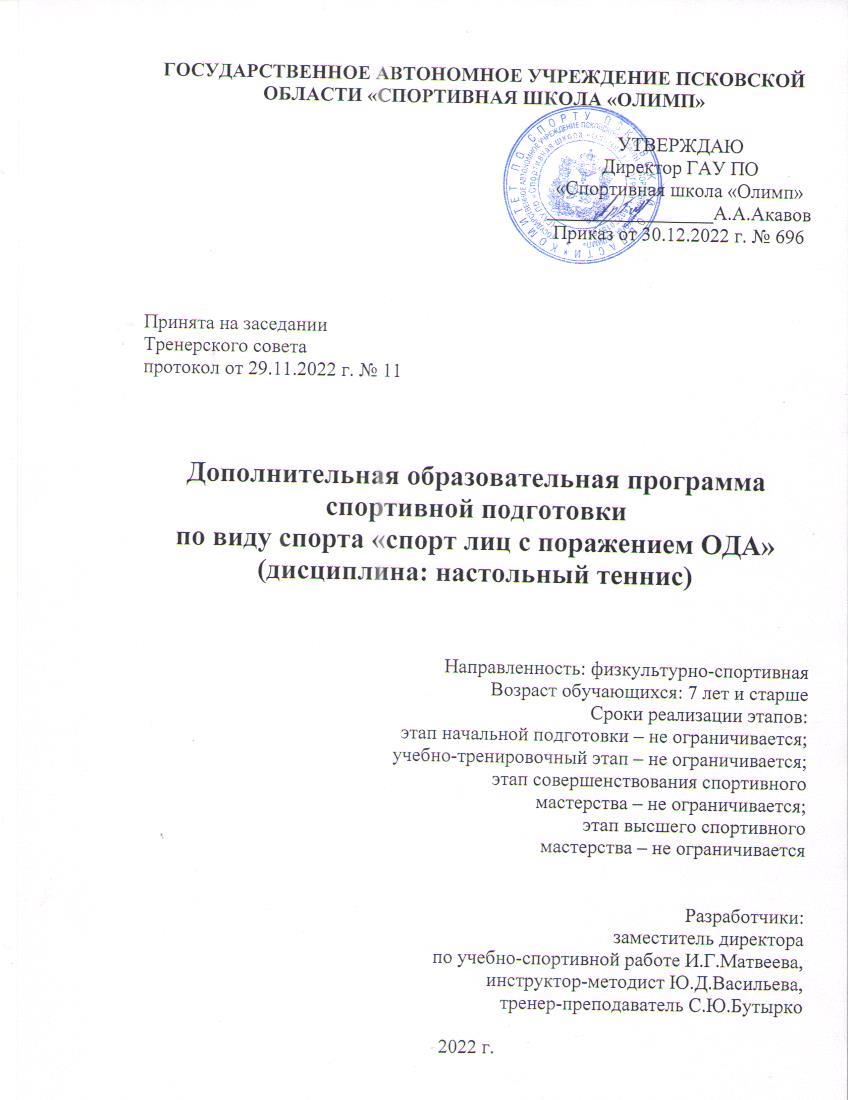 ГОСУДАРСТВЕННОЕ АВТОНОМНОЕ УЧРЕЖДЕНИЕ ПСКОВСКОЙ
ОБЛАСТИ «СПОРТИВНАЯ ШКОЛА «ОЛИМП»
УТВЕРЖДАЮ
Директор ГАУ ПО
«Спортивная школа «Олимп»
А.А.Акавов
Приказ от 30.12.2022 г. № 696
КОМИТЕТ ПО СПОРТУ ПСКОВСКОЙ ОБЛАСТИ
Принята на заседании
Тренерского совета
протокол от 29.11.2022 г. № 11
Дополнительная образовательная программа
спортивной подготовки
по виду спорта «спорт лиц с поражением ОДА»
(дисциплина: настольный теннис)
Направленность: физкультурно-спортивная
Возраст обучающихся: 7 лет и старше
Сроки реализации этапов:
этап начальной подготовки – не ограничивается;
учебно-тренировочный этап – не ограничивается;
этап совершенствования спортивного
мастерства – не ограничивается;
этап высшего спортивного
мастерства – не ограничивается
Разработчики:
заместитель директора
по учебно-спортивной работе И.Г.Матвеева,
инструктор-методист Ю.Д.Васильева,
тренер-преподаватель С.Ю.Бутырко
2022 г.